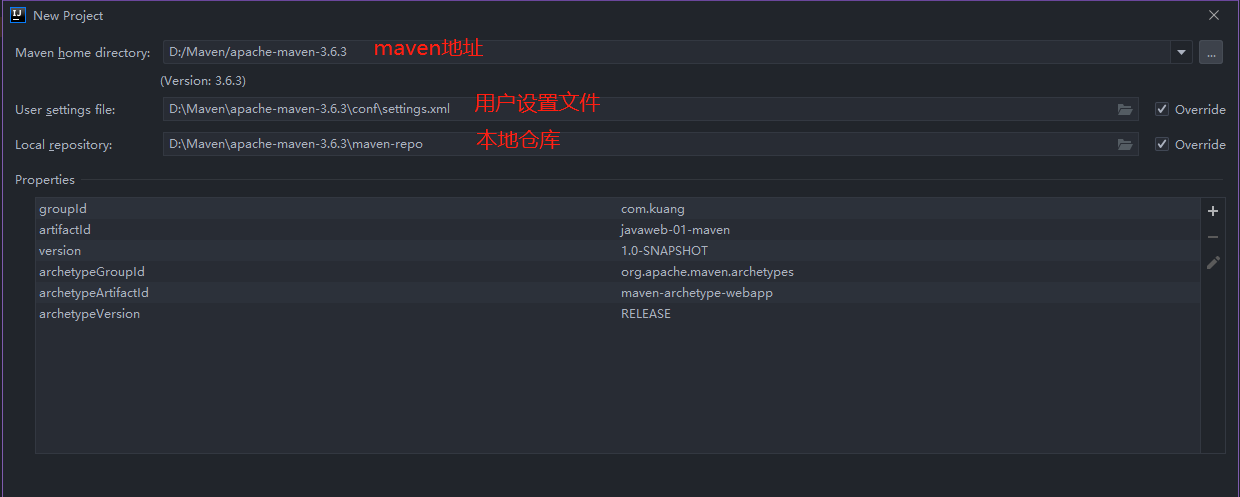 New Project
Maven home directory: D:/Maven/apache-maven-3.6.3 maven地址 ...
(Version: 3.6.3)
User settings file: D:\Maven\apache-maven-3.6.3\conf\settings.xml 用户设置文件 Override
Local repository: D:\Maven\apache-maven-3.6.3\maven-repo 本地仓库 Override
Properties
groupId com.kuang
artifactId javaweb-01-maven
version 1.0-SNAPSHOT
archetypeGroupId org.apache.maven.archetypes
archetypeArtifactId maven-archetype-webapp
archetypeVersion RELEASE